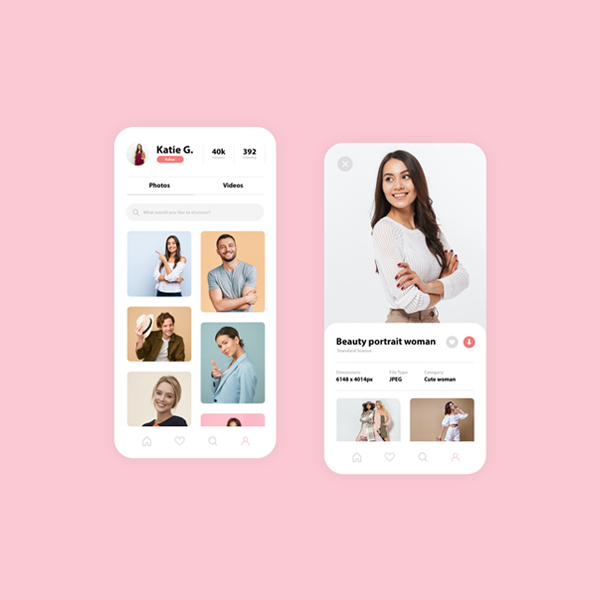 Katie G.
Follow
40k
Followers
392
Following
Photos
Videos
What would you like to discover?
Beauty portrait woman
Standard license
Dimensions
File Type
Category
6148 x 4014px
JPEG
Cute woman